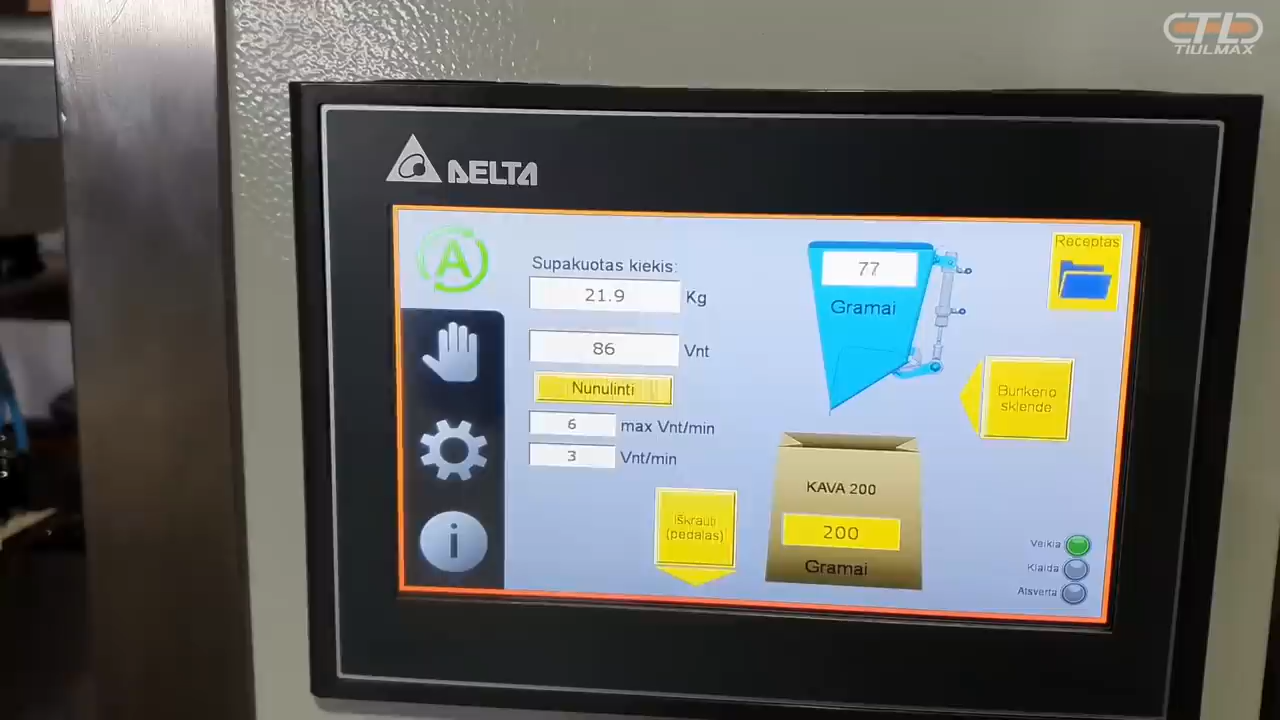 CTLD
TIULMAX
DELTA
A
Supakuotas kiekis:
21.9 Kg
86 Vnt
Nunulinti
6 max Vnt/min
3 Vnt/min
Iškrauti
(pedalas)
77
Gramai
KAVA 200
200
Gramai
Receptas
Bunkerio
sklende
Veikia
Klaida
Atsverta
i